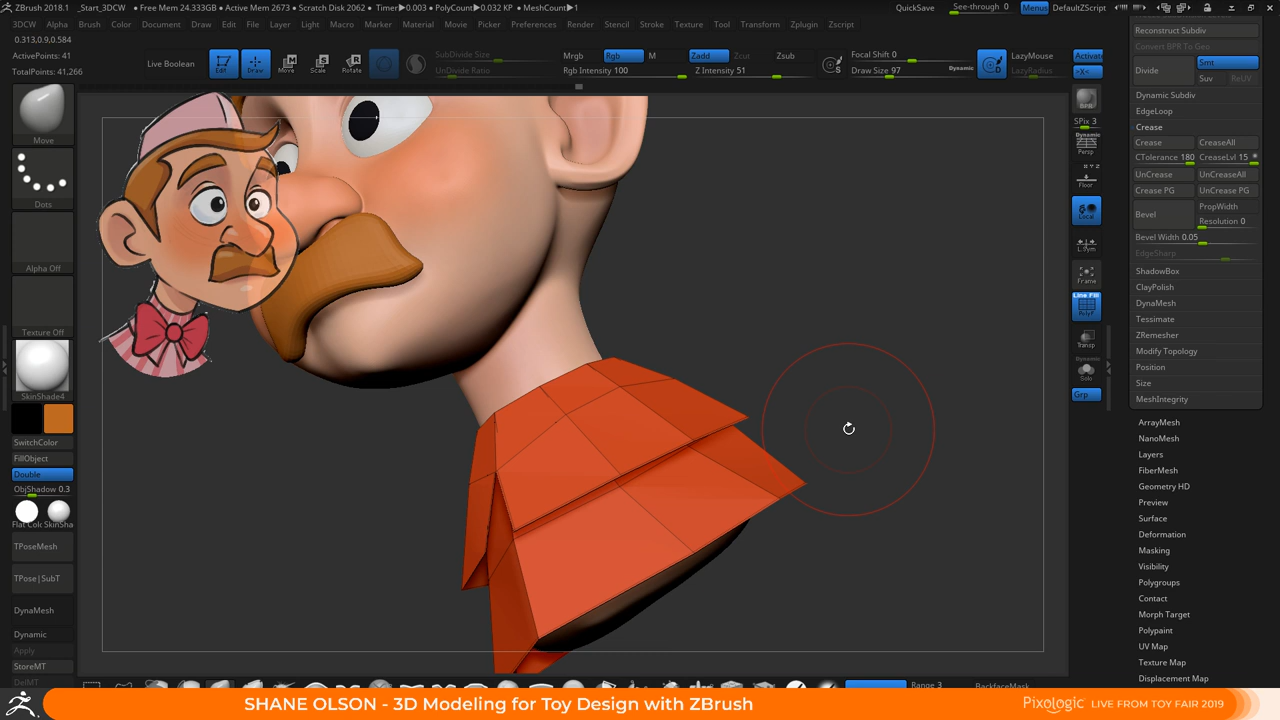 ZBrush 2018.1 _Start_3DCW • Free Mem 24.333GB • Active Mem 2673 • Scratch Disk 2062 • Timer▶0.003 • PolyCount▶0.032 KP • MeshCount▶1 QuickSave See-through 0 Menus DefaultZScript
3DCW Alpha Brush Color Document Draw Edit File Layer Light Macro Marker Material Movie Picker Preferences Render Stencil Stroke Texture Tool Transform Zplugin Zscript
0.313,0.9,0.584
ActivePoints: 41
TotalPoints: 41,266
Live Boolean
Edit Draw Move Scale Rotate
SubDivide Size
UnDivide Ratio
Mrgb Rgb M Zadd Zcut Zsub
Rgb Intensity 100 Z Intensity 51
Focal Shift 0
Draw Size 97 Dynamic
LazyMouse
LazyRadius
Activate
>X<
Move
Dots
Alpha Off
Texture Off
SkinShade4
SwitchColor
FillObject
Double
ObjShadow 0.3
Flat Colc SkinSha
TPoseMesh
TPose|SubT
DynaMesh
Dynamic
Apply
StoreMT
DelMT
BPR
SPix 3
Dynamic
Persp
Floor
Local
L.Sym
Frame
Line Fill
PolyF
Transp
Dynamic
Solo
Grp
Reconstruct Subdiv
Convert BPR To Geo
Divide Smt
Suv ReUV
Dynamic Subdiv
EdgeLoop
Crease
Crease CreaseAll
CTolerance 180 CreaseLvl 15
UnCrease UnCreaseAll
Crease PG UnCrease PG
Bevel PropWidth
Resolution 0
Bevel Width 0.05
EdgeSharp
ShadowBox
ClayPolish
DynaMesh
Tessimate
ZRemesher
Modify Topology
Position
Size
MeshIntegrity
ArrayMesh
NanoMesh
Layers
FiberMesh
Geometry HD
Preview
Surface
Deformation
Masking
Visibility
Polygroups
Contact
Morph Target
Polypaint
UV Map
Texture Map
Displacement Map
Range 3 BackfaceMask
SHANE OLSON - 3D Modeling for Toy Design with ZBrush
Pixologic LIVE FROM TOY FAIR 2019